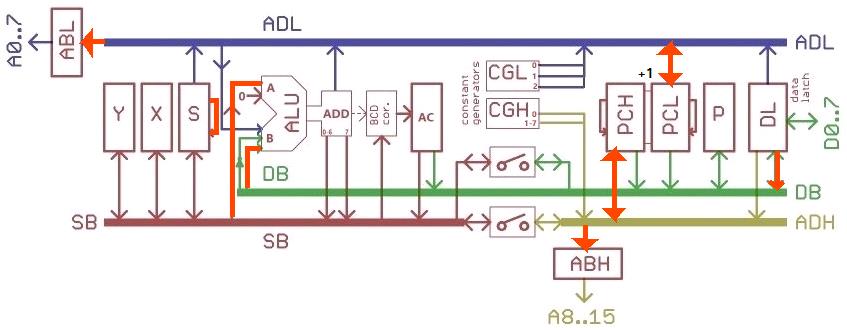 ADL
ADL
A0..7
ABL
Y
X
S
0
A
B
ALU
ADD
0-6
7
BCD
cor.
AC
constant
generators
CGL
0
1
2
CGH
0
1-7
+1
PCH
PCL
P
DL
data
latch
D0..7
DB
DB
SB
SB
ADH
ABH
A8..15